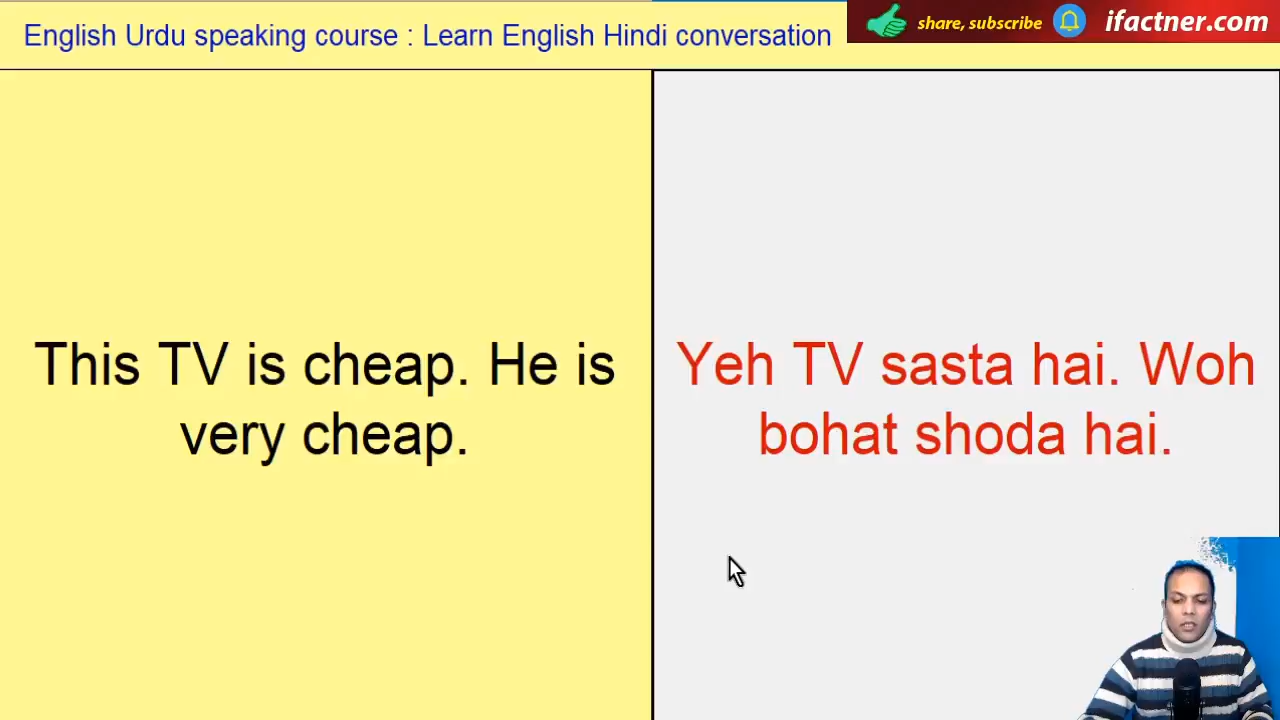 English Urdu speaking course : Learn English Hindi conversation
share, subscribe
ifactner.com
This TV is cheap. He is
very cheap.
Yeh TV sasta hai. Woh
bohat shoda hai.